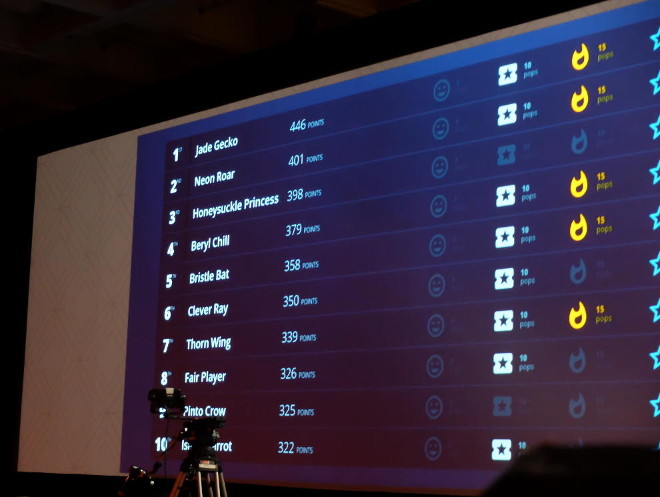 1ST Jade Gecko 446 POINTS 10 pops 15 pops
2ND Neon Roar 401 POINTS 10 pops 15 pops
3RD Honeysuckle Princess 398 POINTS
4TH Beryl Chill 379 POINTS 10 pops 15 pops
5TH Bristle Bat 358 POINTS 10 pops 15 pops
6TH Clever Ray 350 POINTS 10 pops
7TH Thorn Wing 339 POINTS 10 pops 15 pops
8TH Fair Player 326 POINTS 10 pops
Pinto Crow 325 POINTS
10 322 POINTS 10 pops